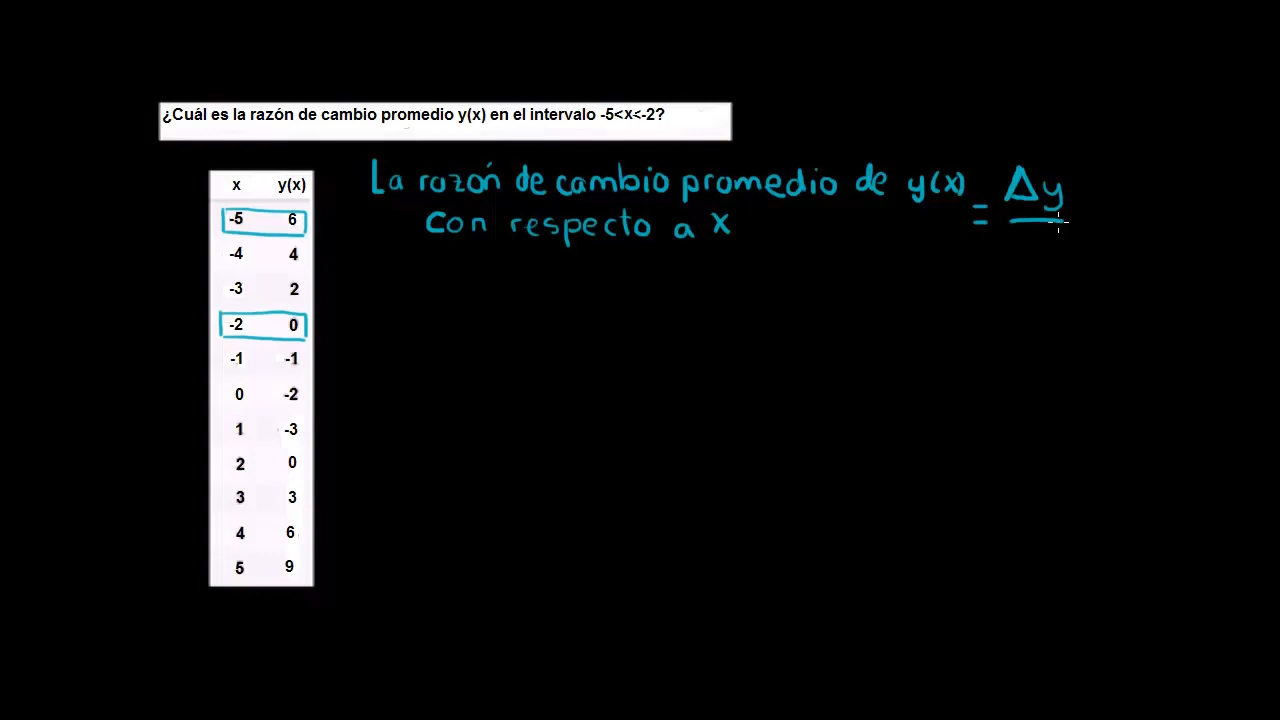 ¿Cuál es la razón de cambio promedio y(x) en el intervalo -5<x<-2?
La razón de cambio promedio de y(x) = Δy
con respecto a x
x y(x)
-5 6
-4 4
-3 2
-2 0
-1 -1
0 -2
1 -3
2 0
3 3
4 6
5 9